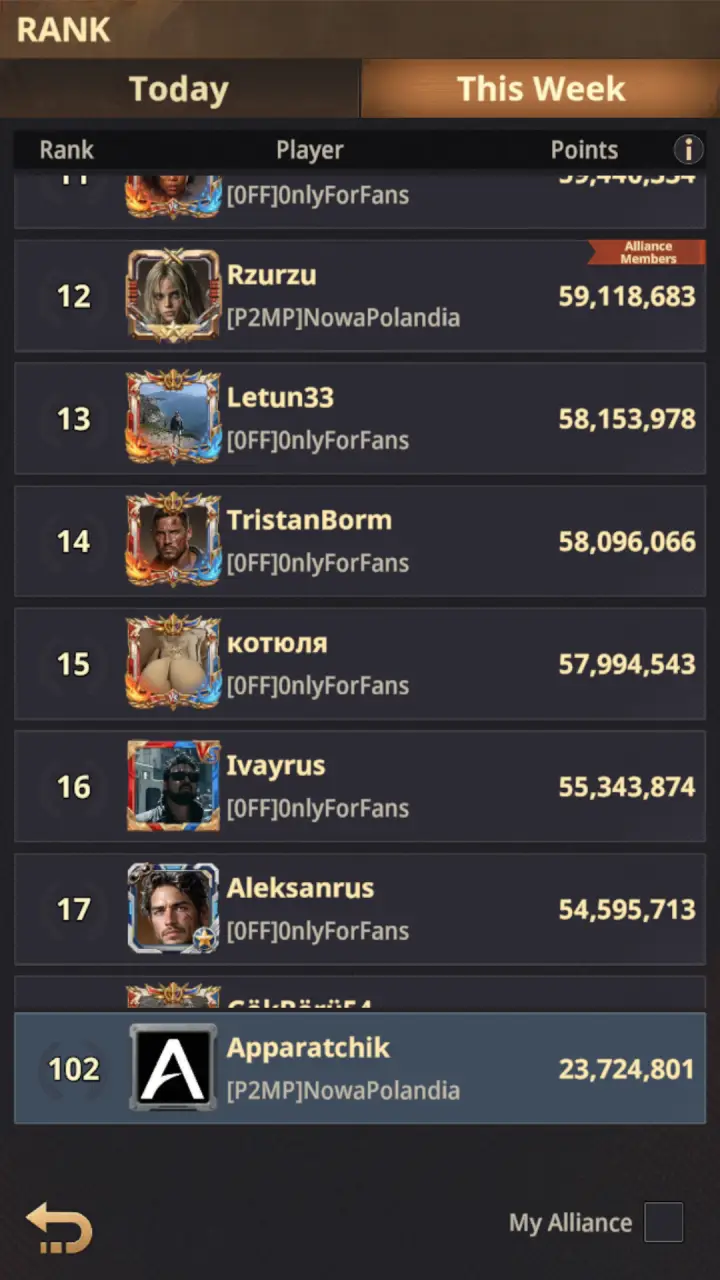 RANK
Today
This Week
Rank
Player
Points
[0FF]0nlyForFans
12
Rzurzu
[P2MP]NowaPolandia
Alliance
Members
59,118,683
13
Letun33
[0FF]0nlyForFans
58,153,978
14
TristanBorm
[0FF]0nlyForFans
58,096,066
15
котюля
[0FF]0nlyForFans
57,994,543
16
Ivayrus
[0FF]0nlyForFans
55,343,874
17
Aleksanrus
[0FF]0nlyForFans
54,595,713
102
Apparatchik
[P2MP]NowaPolandia
23,724,801
My Alliance